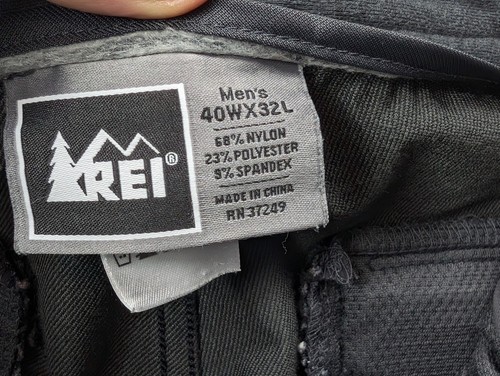 REI®
Men's
40WX32L
68% NYLON
23% POLYESTER
9% SPANDEX
MADE IN CHINA
RN 37249